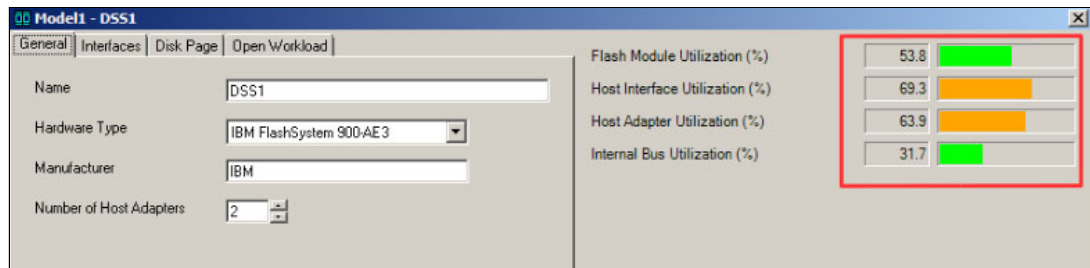 Model1 - DSS1
General Interfaces Disk Page Open Workload
Name DSS1
Hardware Type IBM FlashSystem 900-AE3
Manufacturer IBM
Number of Host Adapters 2
Flash Module Utilization (%) 53.8
Host Interface Utilization (%) 69.3
Host Adapter Utilization (%) 63.9
Internal Bus Utilization (%) 31.7